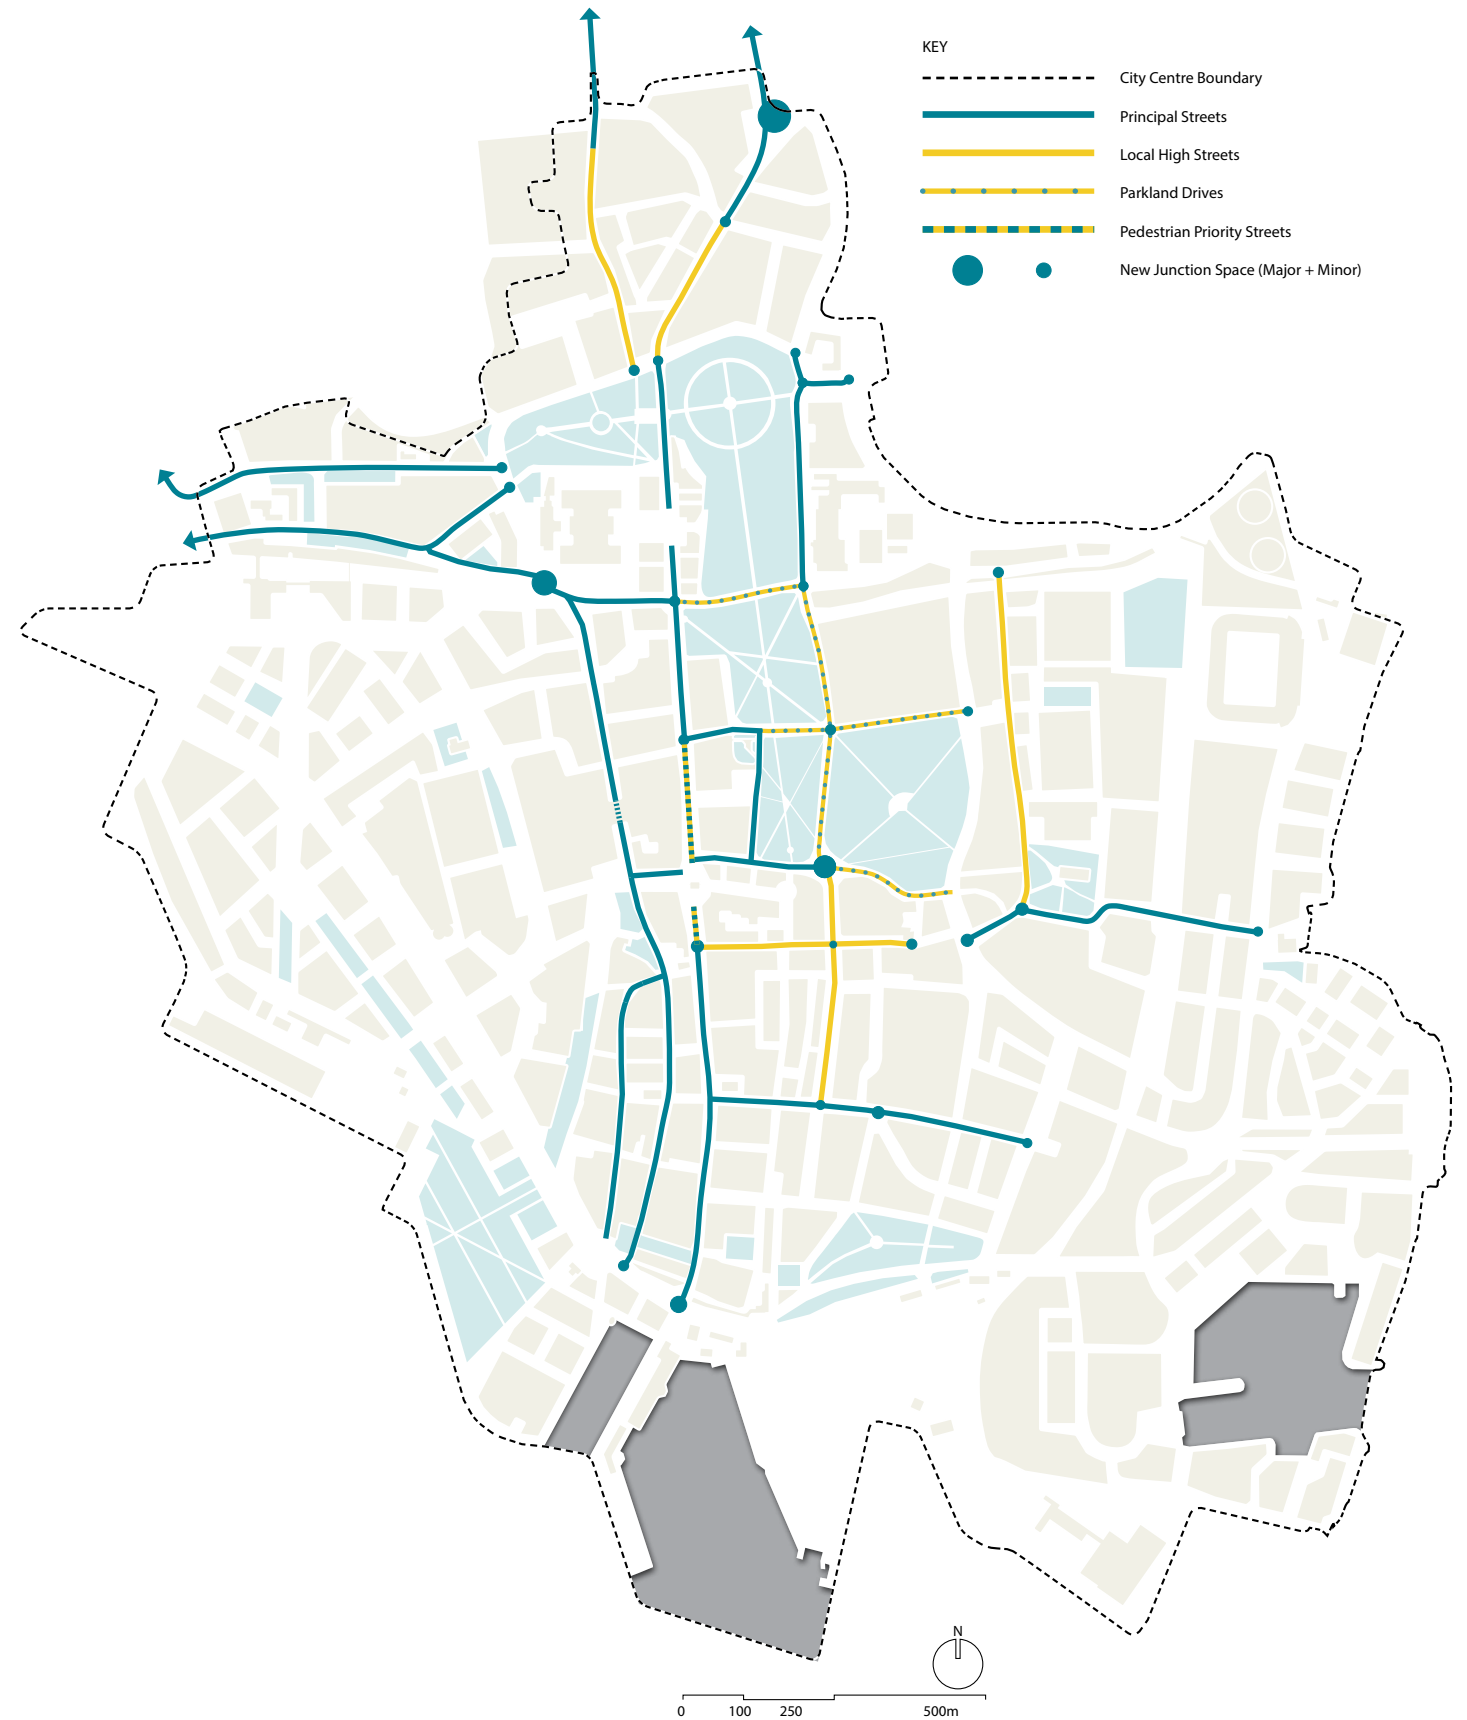 KEY
City Centre Boundary
Principal Streets
Local High Streets
Parkland Drives
Pedestrian Priority Streets
New Junction Space (Major + Minor)
N
0 100 250 500m